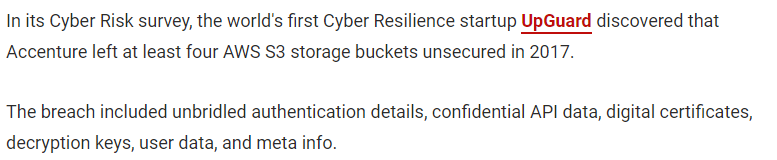 In its Cyber Risk survey, the world's first Cyber Resilience startup UpGuard discovered that
Accenture left at least four AWS S3 storage buckets unsecured in 2017.
The breach included unbridled authentication details, confidential API data, digital certificates,
decryption keys, user data, and meta info.